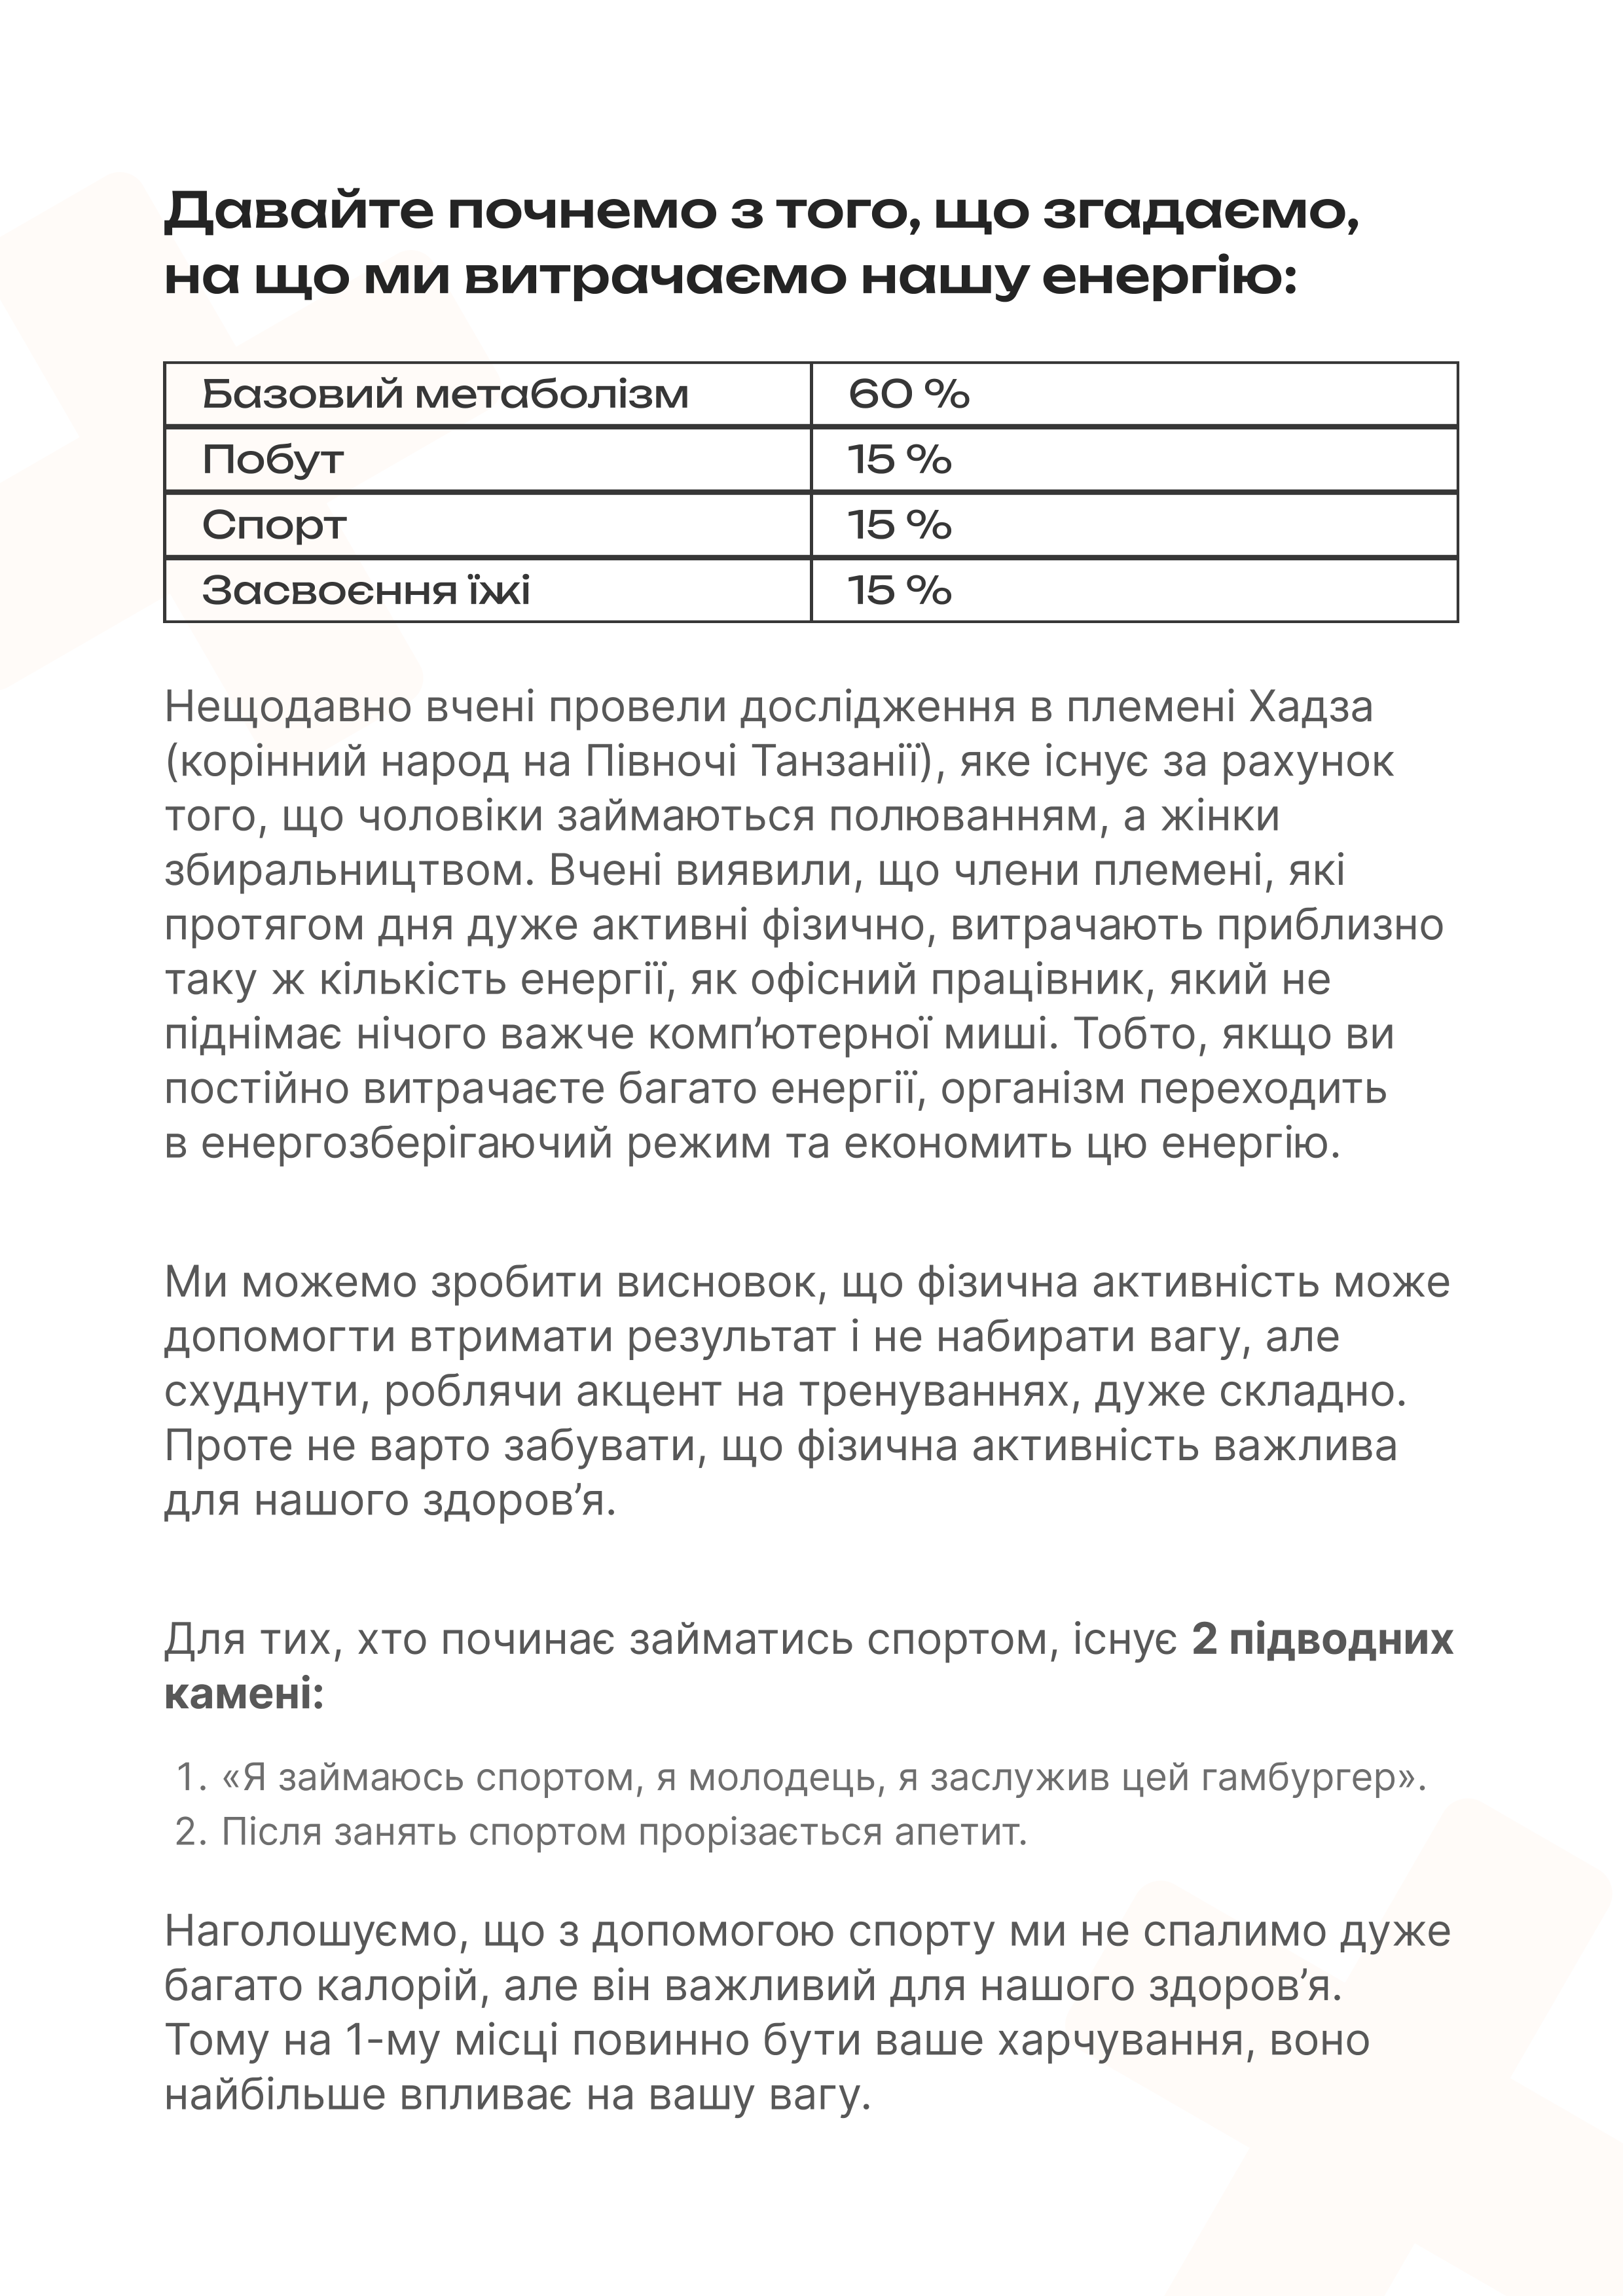 Давайте почнемо з того, що згадаємо,
на що ми витрачаємо нашу енергію:
Базовий метаболізм 60 %
Побут 15 %
Спорт 15 %
Засвоєння їжі 15 %
Нещодавно вчені провели дослідження в племені Хадза
(корінний народ на Півночі Танзанії), яке існує за рахунок
того, що чоловіки займаються полюванням, а жінки
збиральництвом. Вчені виявили, що члени племені, які
протягом дня дуже активні фізично, витрачають приблизно
таку ж кількість енергії, як офісний працівник, який не
піднімає нічого важче комп’ютерної миші. Тобто, якщо ви
постійно витрачаєте багато енергії, організм переходить
в енергозберігаючий режим та економить цю енергію.
Ми можемо зробити висновок, що фізична активність може
допомогти втримати результат і не набирати вагу, але
схуднути, роблячи акцент на тренуваннях, дуже складно.
Проте не варто забувати, що фізична активність важлива
для нашого здоров’я.
Для тих, хто починає займатись спортом, існує 2 підводних
камені:
1. «Я займаюсь спортом, я молодець, я заслужив цей гамбургер».
2. Після занять спортом прорізається апетит.
Наголошуємо, що з допомогою спорту ми не спалимо дуже
багато калорій, але він важливий для нашого здоров’я.
Тому на 1-му місці повинно бути ваше харчування, воно
найбільше впливає на вашу вагу.